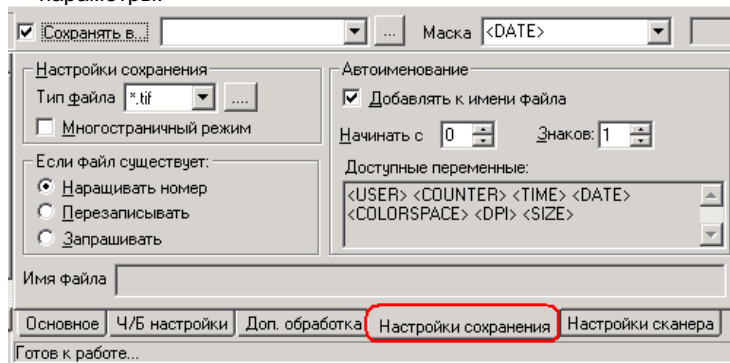 параметры.
Сохранять в... ... Маска <DATE>
Настройки сохранения
Тип файла *.tif ....
Многостраничный режим
Если файл существует:
Наращивать номер
Перезаписывать
Запрашивать
Автоименование
Добавлять к имени файла
Начинать с 0 Знаков: 1
Доступные переменные:
<USER> <COUNTER> <TIME> <DATE>
<COLORSPACE> <DPI> <SIZE>
Имя файла
Основное Ч/Б настройки Доп. обработка Настройки сохранения Настройки сканера
Готов к работе...